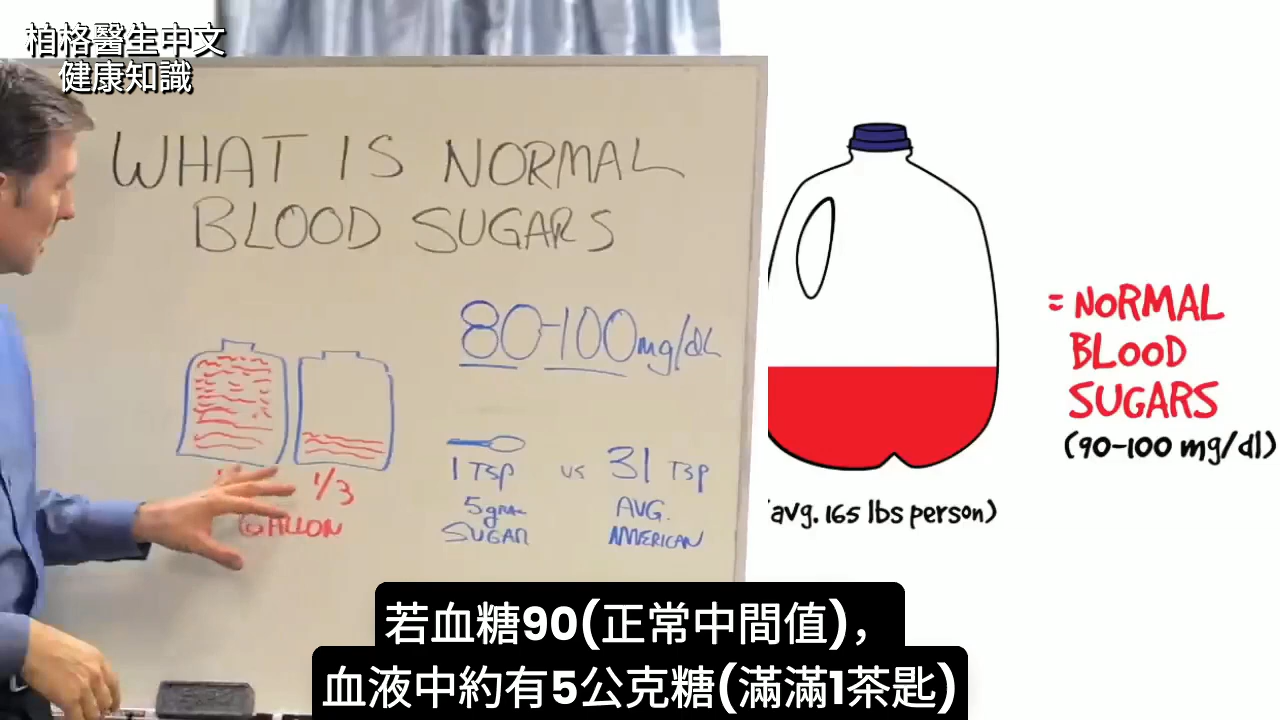 柏格醫生中文
健康知識
WHAT IS NORMAL
BLOOD SUGARS
80-100mg/dL
1 TSP vs 31 TSP
5 gram AVG.
SUGAR AMERICAN
1/3
GALLON
= NORMAL
BLOOD
SUGARS
(90-100 mg/dl)
avg. 165 lbs person)
若血糖90(正常中間值)，
血液中約有5公克糖(滿滿1茶匙)